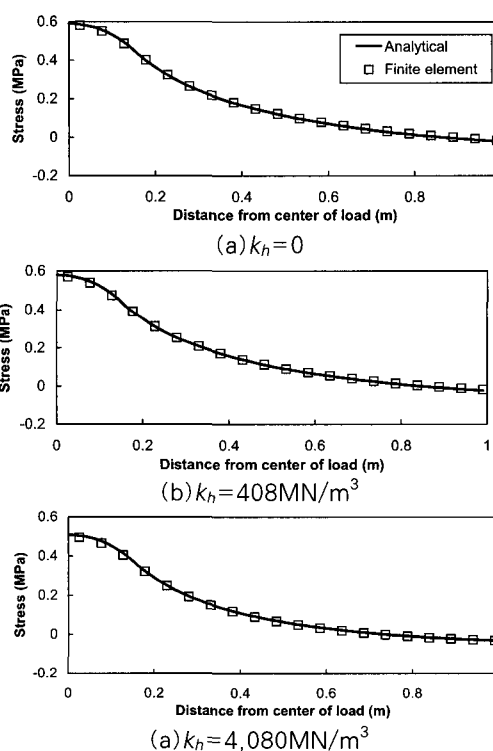 0.6
0.4
0.2
0
-0.2
Stress (MPa)
Analytical
Finite element
0 0.2 0.4 0.6 0.8
Distance from center of load (m)
(a) k_h=0
0.6
0.4
0.2
0
-0.2
Stress (MPa)
0 0.2 0.4 0.6 0.8 1
Distance from center of load (m)
(b) k_h=408MN/m³
0.6
0.4
0.2
0
-0.2
Stress (MPa)
0 0.2 0.4 0.6 0.8
Distance from center of load (m)
(a) k_h=4,080MN/m³